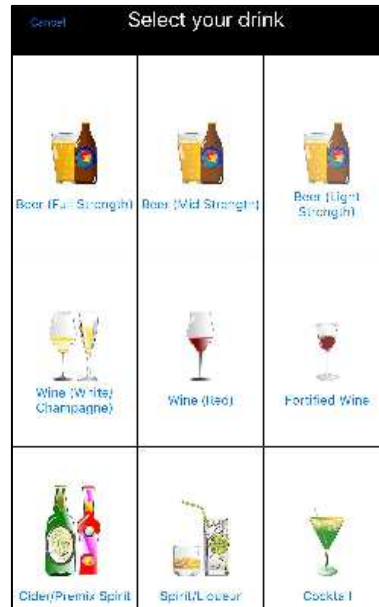 Cancel
Select your drink
Beer (Full Strength)
Beer (Mid Strength)
Beer (Light
Strength)
Wine (White/
Champagne)
Wine (Red)
Fortified Wine
Cider/Premix Spirit
Spirit/Liqueur
Cocktail